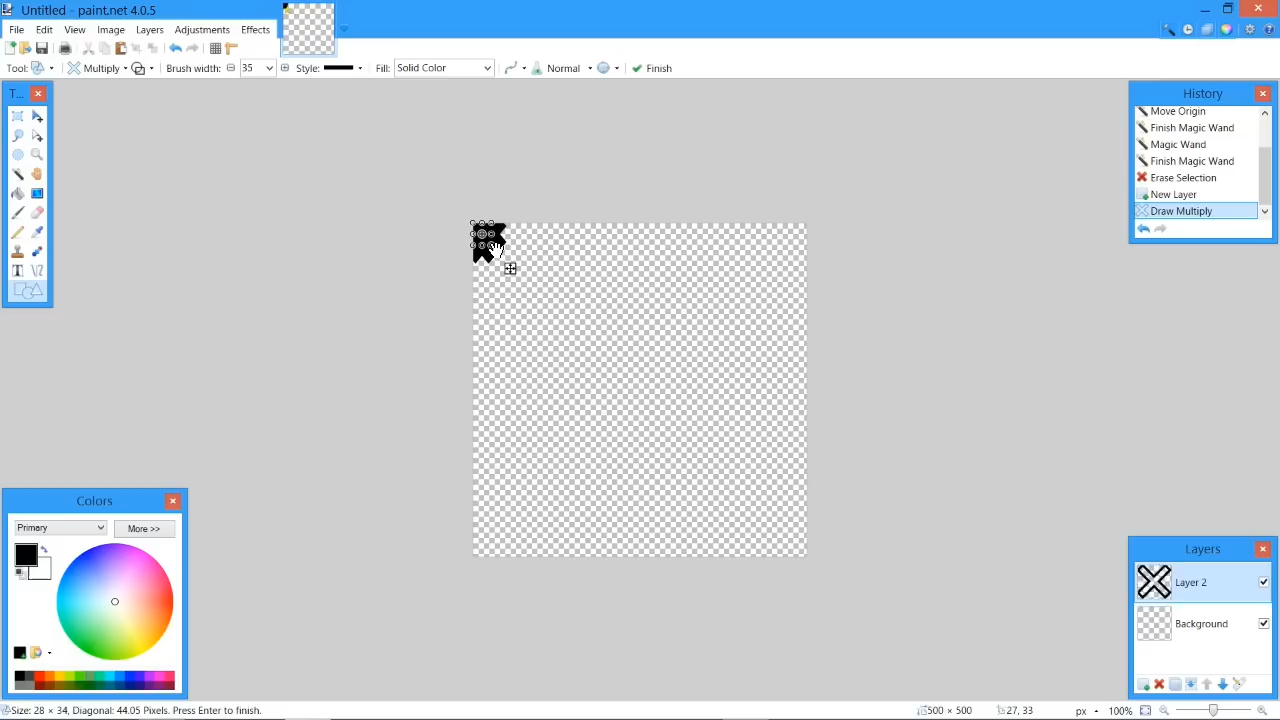 Untitled - paint.net 4.0.5
File Edit View Image Layers Adjustments Effects
Tool: Multiply Brush width: 35 Style: Fill: Solid Color Normal Finish
T...
History
Move Origin
Finish Magic Wand
Magic Wand
Finish Magic Wand
Erase Selection
New Layer
Draw Multiply
Colors
Primary
More >>
Layers
Layer 2
Background
Size: 28 × 34, Diagonal: 44.05 Pixels. Press Enter to finish.
500 × 500
27, 33
px
100%